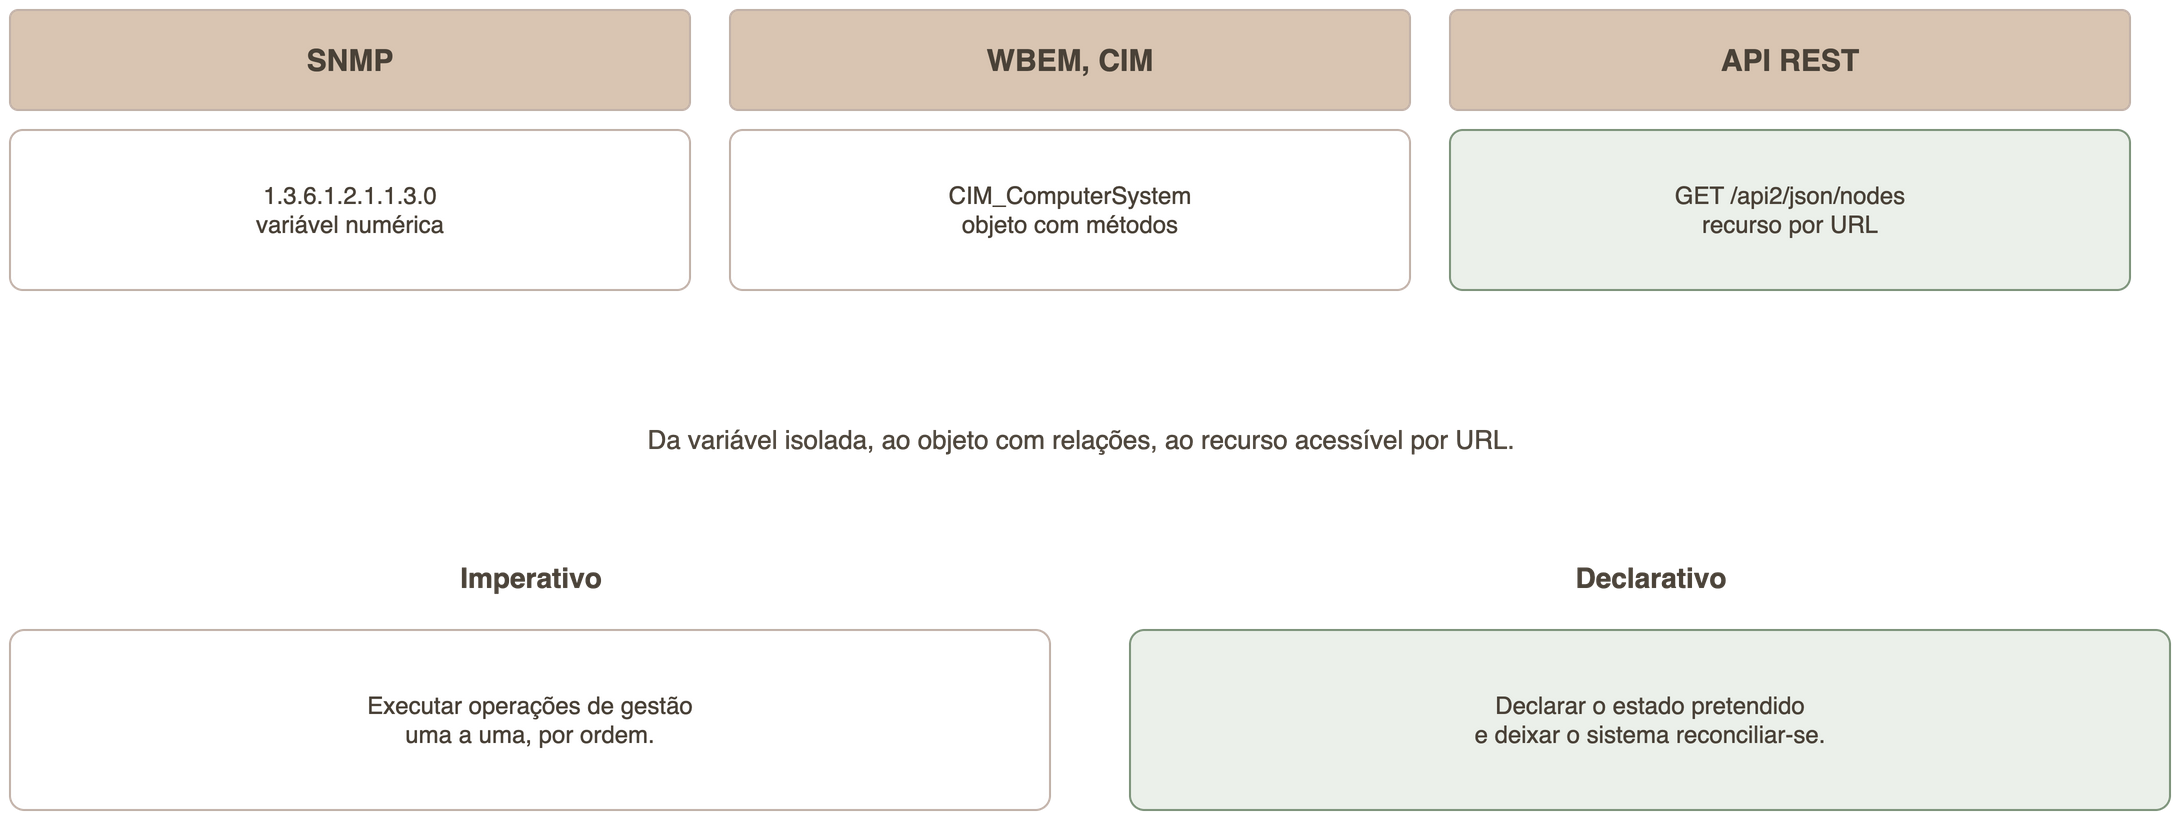 SNMP
WBEM, CIM
API REST
1.3.6.1.2.1.1.3.0
variável numérica
CIM_ComputerSystem
objeto com métodos
GET /api2/json/nodes
recurso por URL
Da variável isolada, ao objeto com relações, ao recurso acessível por URL.
Imperativo
Declarativo
Executar operações de gestão
uma a uma, por ordem.
Declarar o estado pretendido
e deixar o sistema reconciliar-se.